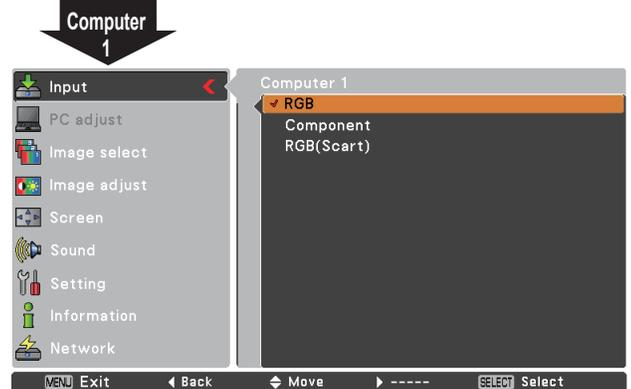 Computer
1
Input
PC adjust
Image select
Image adjust
Screen
Sound
Setting
Information
Network
Computer 1
RGB
Component
RGB(Scart)
MENU Exit Back Move ----- SELECT Select